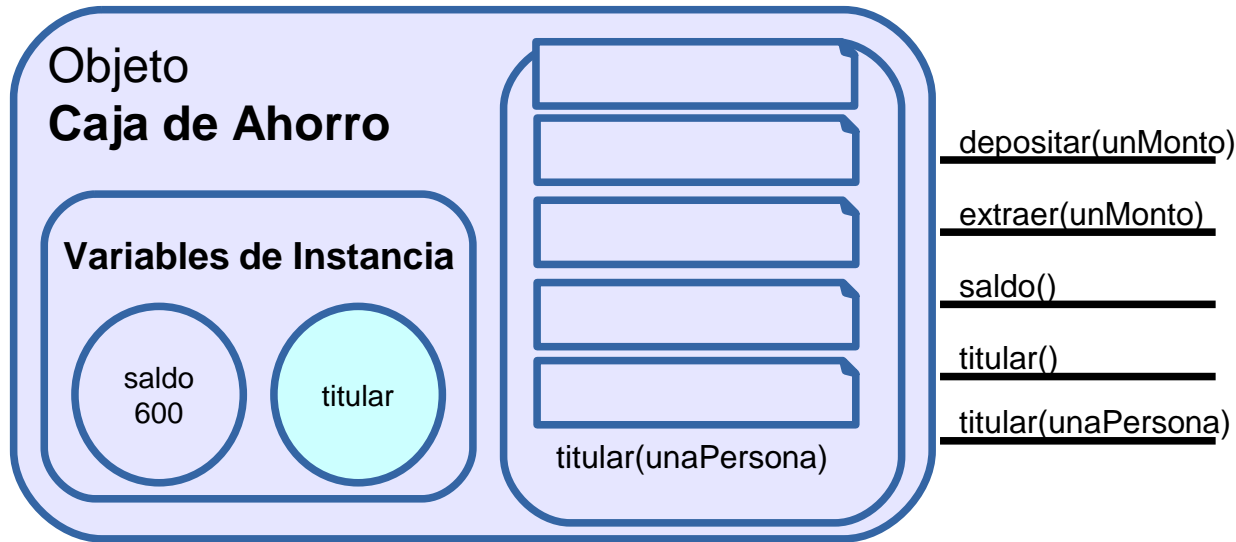 Objeto
Caja de Ahorro
Variables de Instancia
saldo
600
titular
titular(unaPersona)
depositar(unMonto)
extraer(unMonto)
saldo()
titular()
titular(unaPersona)